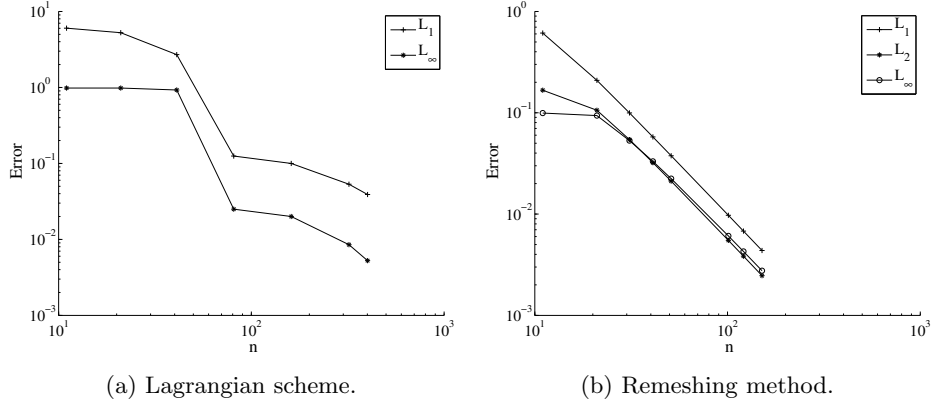 10^1
10^0
10^-1
10^-2
10^-3
Error
10^1
10^2
10^3
n
L_1
L_∞
(a) Lagrangian scheme.
10^0
10^-1
10^-2
10^-3
Error
10^1
10^2
10^3
n
L_1
L_2
L_∞
(b) Remeshing method.